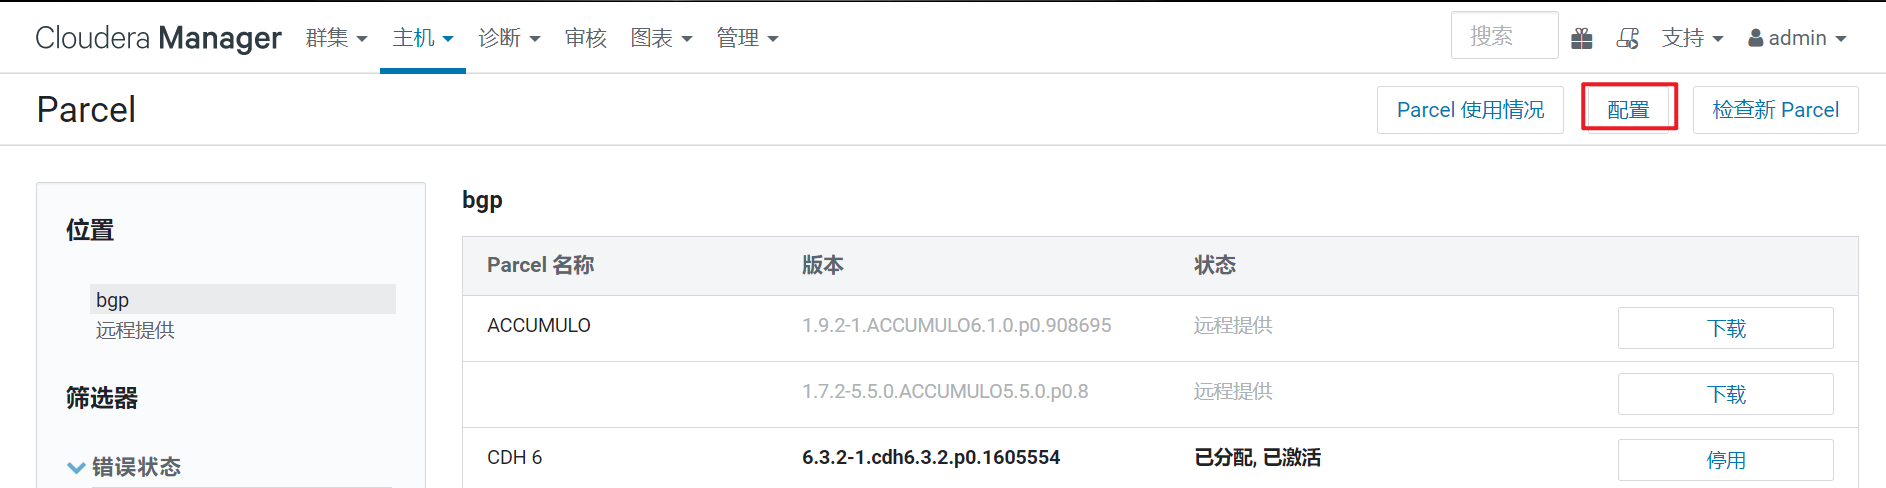 Cloudera Manager 群集 主机 诊断 审核 图表 管理 搜索 支持 admin
Parcel Parcel 使用情况 配置 检查新 Parcel
位置
bgp
远程提供
筛选器
错误状态
bgp
Parcel 名称 版本 状态
ACCUMULO 1.9.2-1.ACCUMULO6.1.0.p0.908695 远程提供 下载
1.7.2-5.5.0.ACCUMULO5.5.0.p0.8 远程提供 下载
CDH 6 6.3.2-1.cdh6.3.2.p0.1605554 已分配, 已激活 停用